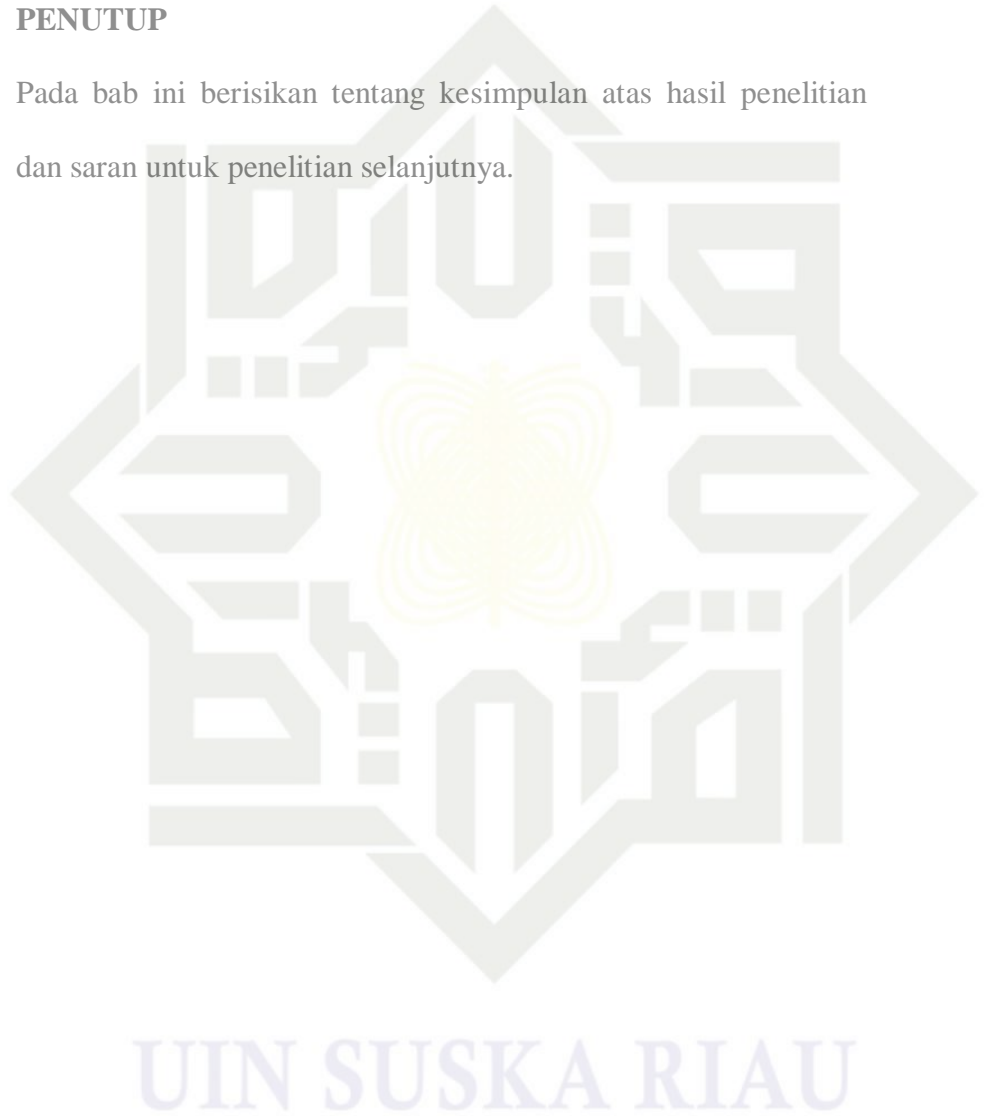 PENUTUP
Pada bab ini berisikan tentang kesimpulan atas hasil penelitian
dan saran untuk penelitian selanjutnya.
UIN SUSKA RIAU